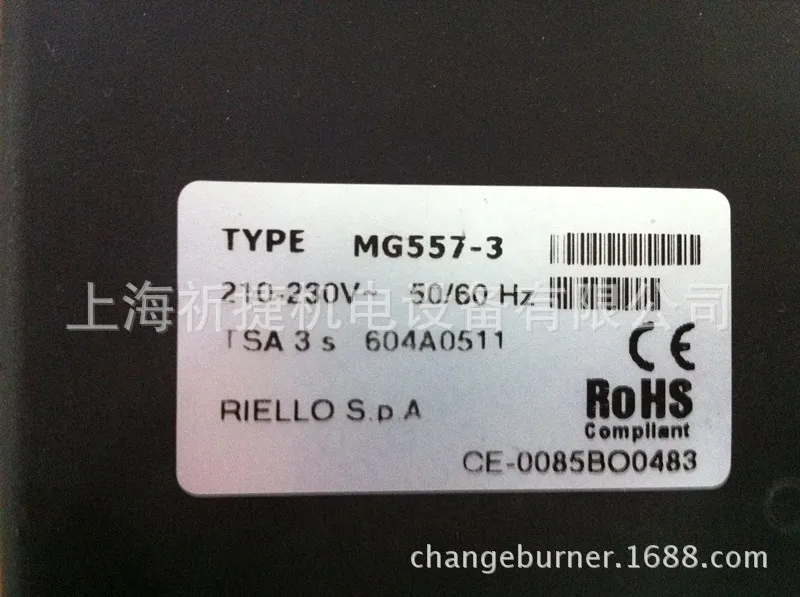 TYPE MG557-3
210-230V~ 50/60 Hz
上海祈捷机电设备有限公司
TSA 3 s 604A0511
CE
RIELLO S.p.A
RoHS
Compliant
CE-0085BO0483
changeburner.1688.com